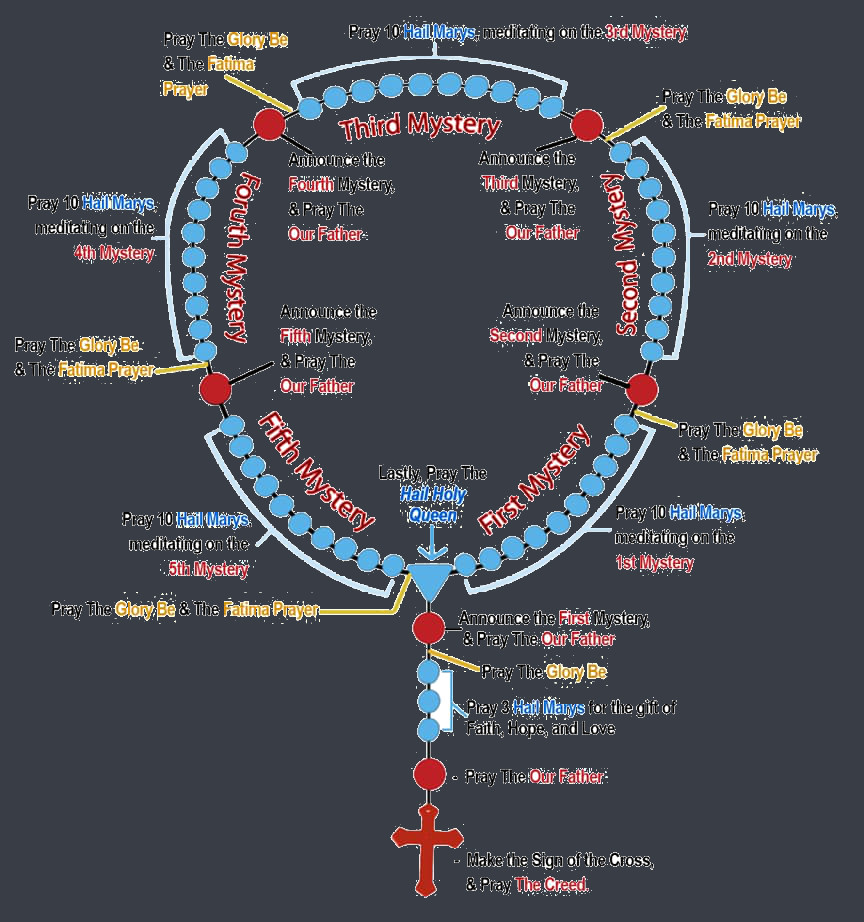 Pray 10 Hail Marys, meditating on the 3rd Mystery
Pray The Glory Be
& The Fatima
Prayer
Pray The Glory Be
& The Fatima Prayer
Third Mystery
Announce the
Fourth Mystery,
& Pray The
Our Father
Announce the
Third Mystery,
& Pray The
Our Father
Pray 10 Hail Marys,
meditating on the
4th Mystery
Foruth Mystery
Second Mystery
Pray 10 Hail Marys,
meditating on the
2nd Mystery
Announce the
Fifth Mystery,
& Pray The
Our Father
Announce the
Second Mystery,
& Pray The
Our Father
Pray The Glory Be
& The Fatima Prayer
Pray The Glory Be
& The Fatima Prayer
Fifth Mystery
First Mystery
Lastly, Pray The
Hail Holy
Queen
Pray 10 Hail Marys,
meditating on the
5th Mystery
Pray 10 Hail Marys,
meditating on the
1st Mystery
Pray The Glory Be & The Fatima Prayer
Announce the First Mystery,
& Pray The Our Father
Pray The Glory Be
Pray 3 Hail Marys for the gift of
Faith, Hope, and Love
- Pray The Our Father
- Make the Sign of the Cross,
& Pray The Creed.